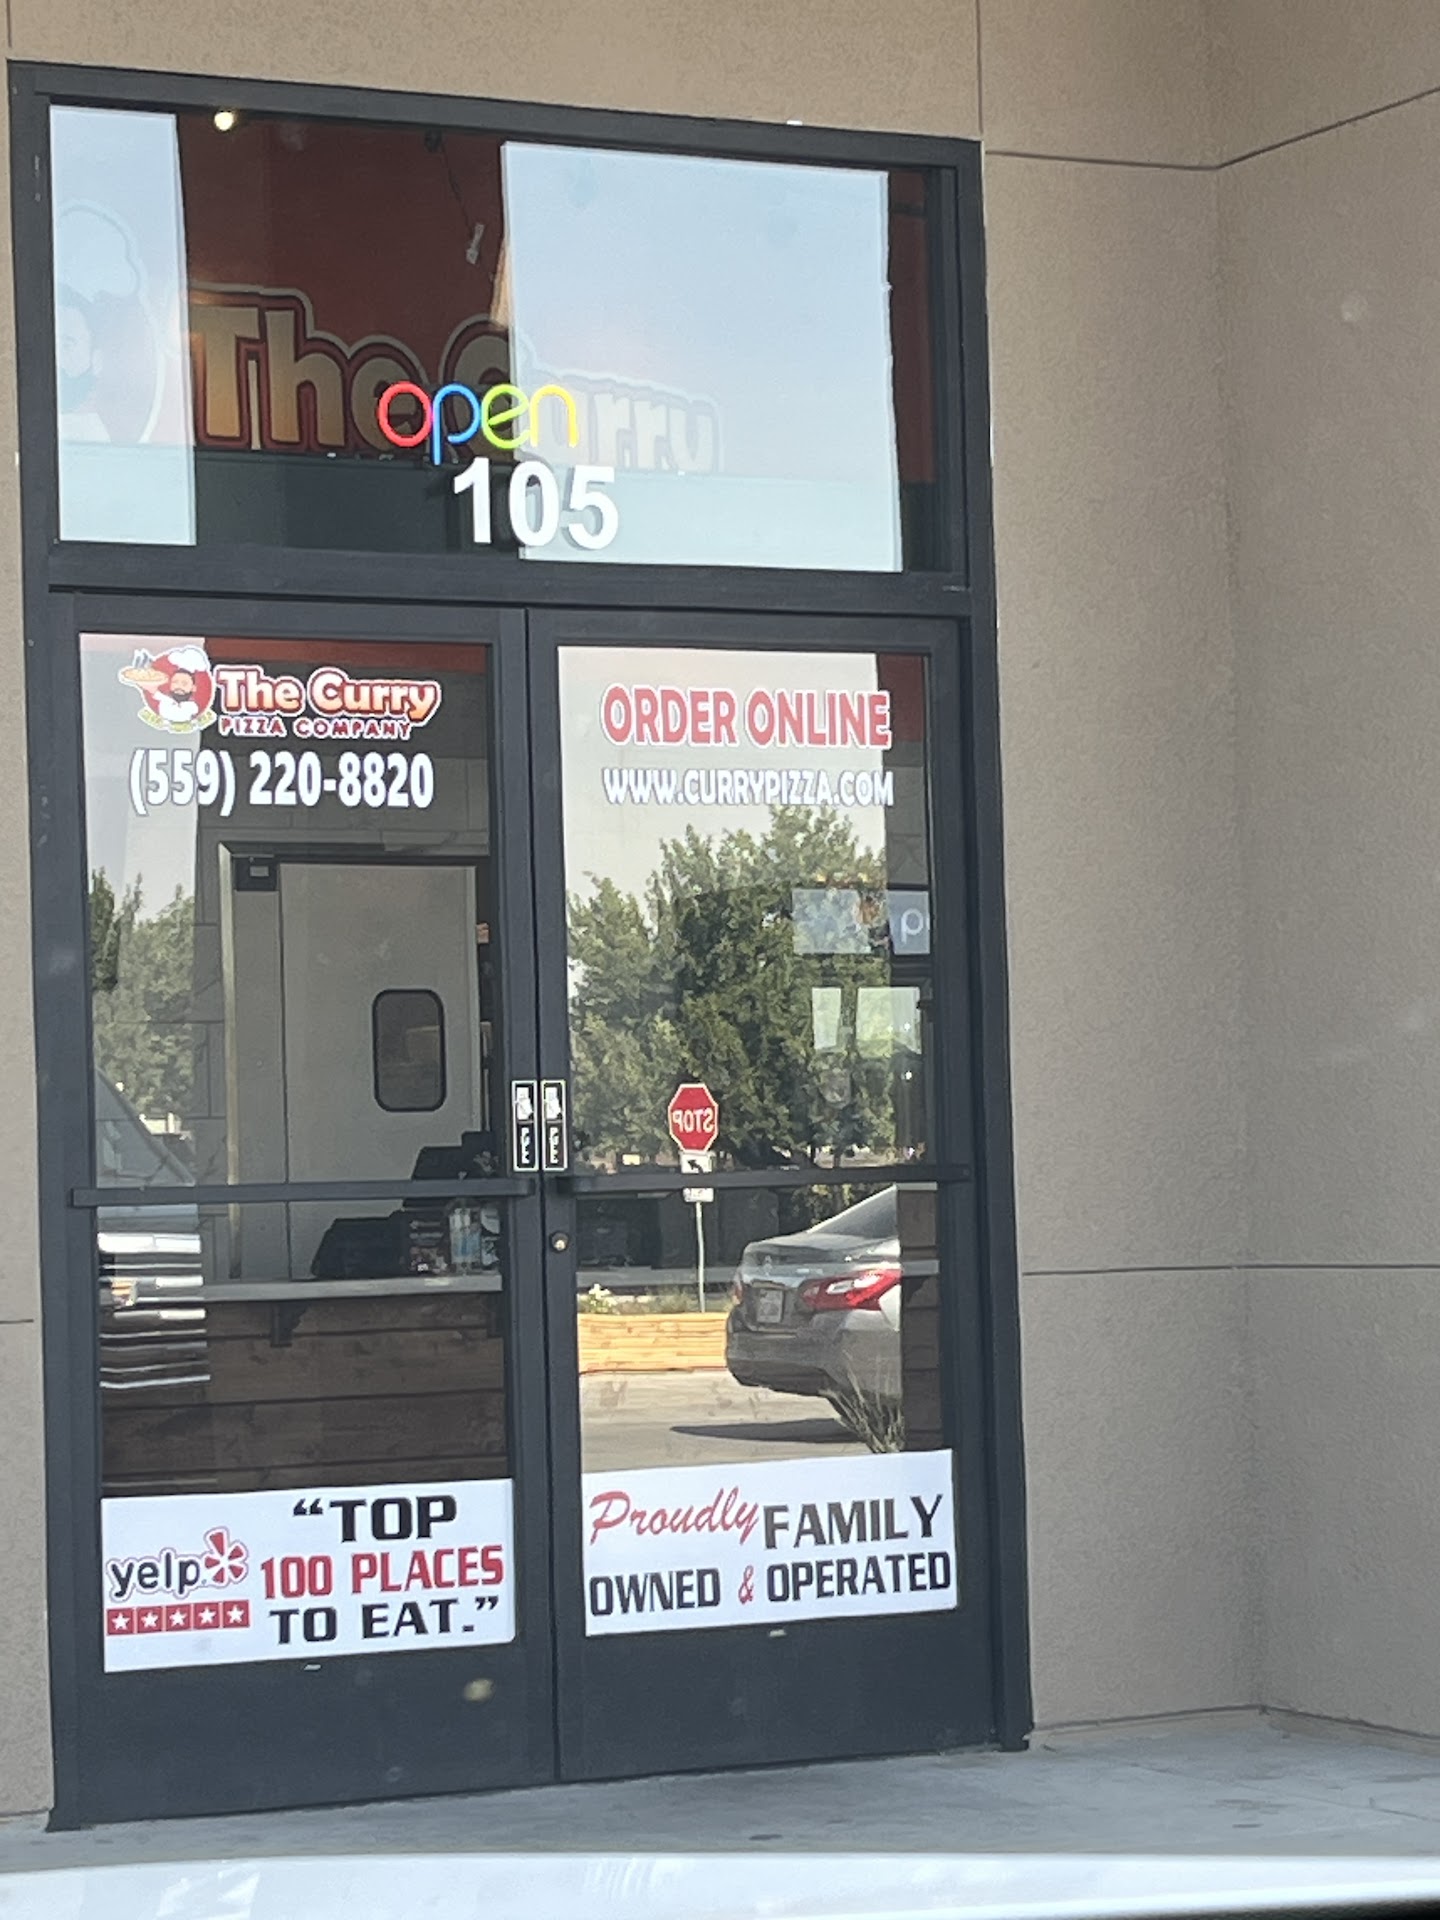 The Curry
open
105
The Curry
PIZZA COMPANY
(559) 220-8820
ORDER ONLINE
WWW.CURRYPIZZA.COM
STOP
yelp
"TOP
100 PLACES
TO EAT."
Proudly FAMILY
OWNED & OPERATED